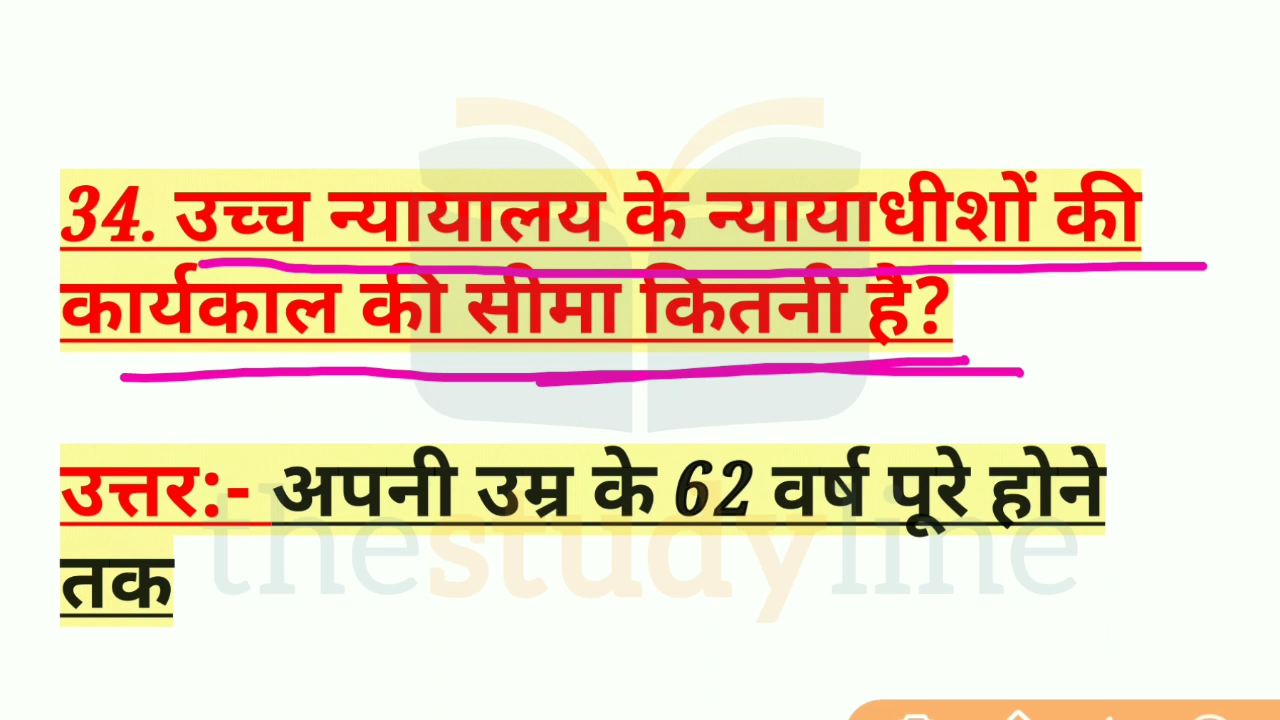 34. उच्च न्यायालय के न्यायाधीशों की
कार्यकाल की सीमा कितनी है?
उत्तर:- अपनी उम्र के 62 वर्ष पूरे होने
तक
thestudyline